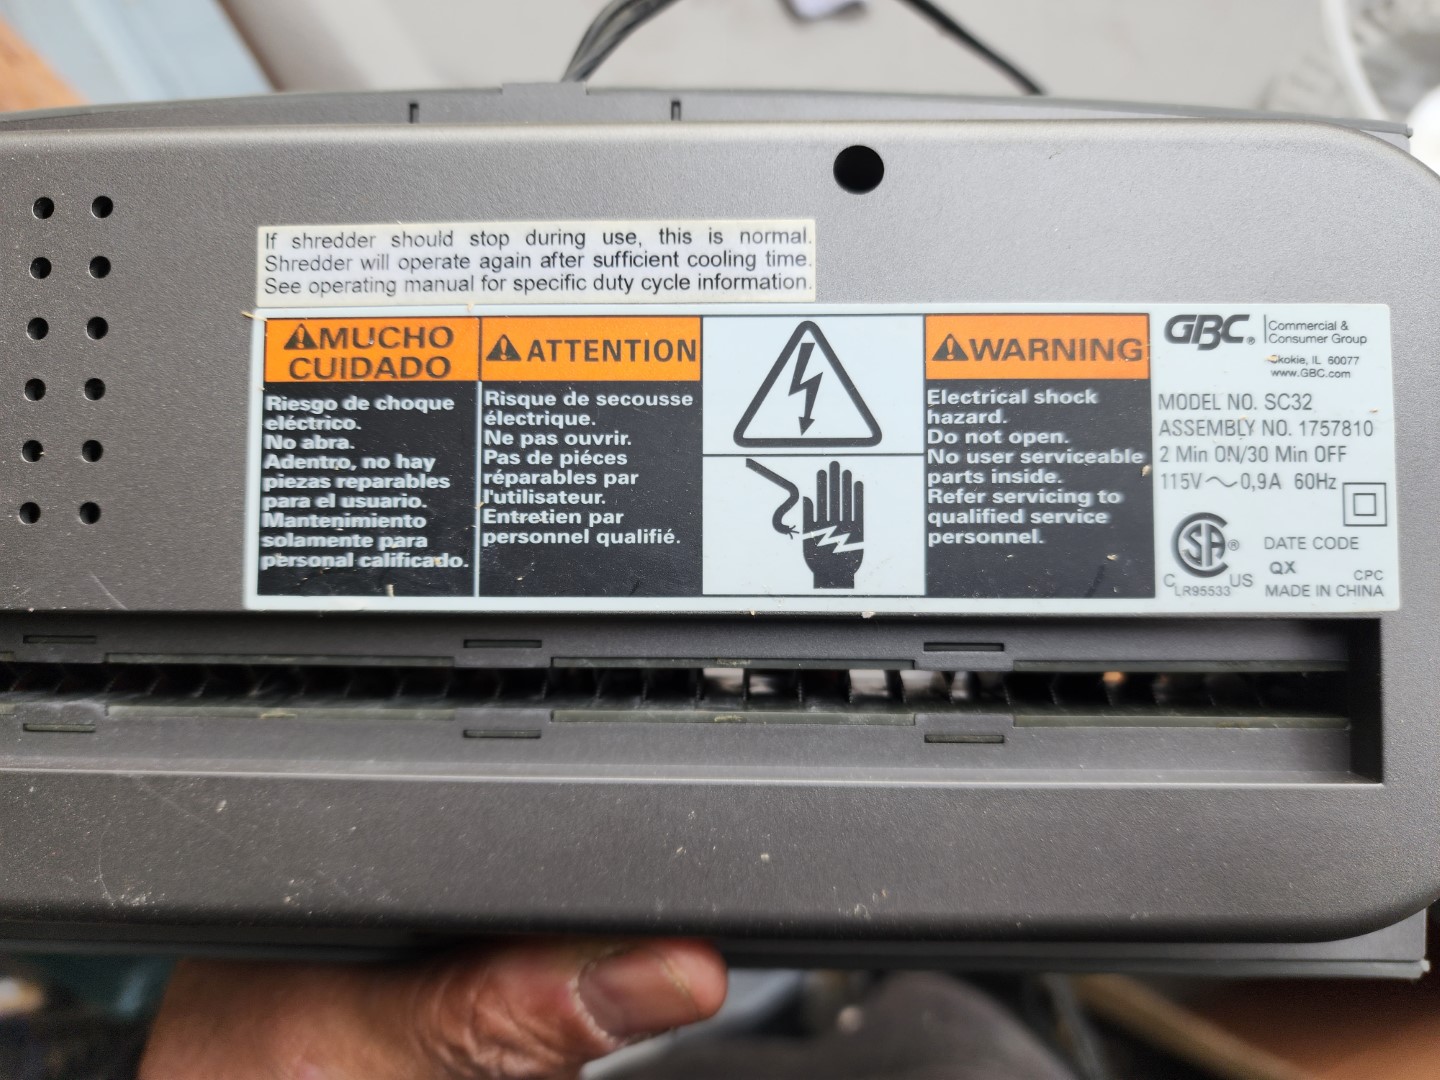 If shredder should stop during use, this is normal.
Shredder will operate again after sufficient cooling time.
See operating manual for specific duty cycle information.
MUCHO
CUIDADO
Riesgo de choque
eléctrico.
No abra.
Adentro, no hay
piezas reparables
para el usuario.
Mantenimiento
solamente para
personal calificado.
ATTENTION
Risque de secousse
électrique.
Ne pas ouvrir.
Pas de piéces
réparables par
l'utilisateur.
Entretien par
personnel qualifié.
WARNING
Electrical shock
hazard.
Do not open.
No user serviceable
parts inside.
Refer servicing to
qualified service
personnel.
GBC®
Commercial &
Consumer Group
Skokie, IL 60077
www.GBC.com
MODEL NO. SC32
ASSEMBLY NO. 1757810
2 Min ON/30 Min OFF
115V～0,9A 60Hz
CSA®
C US
LR95533
DATE CODE
QX
CPC
MADE IN CHINA